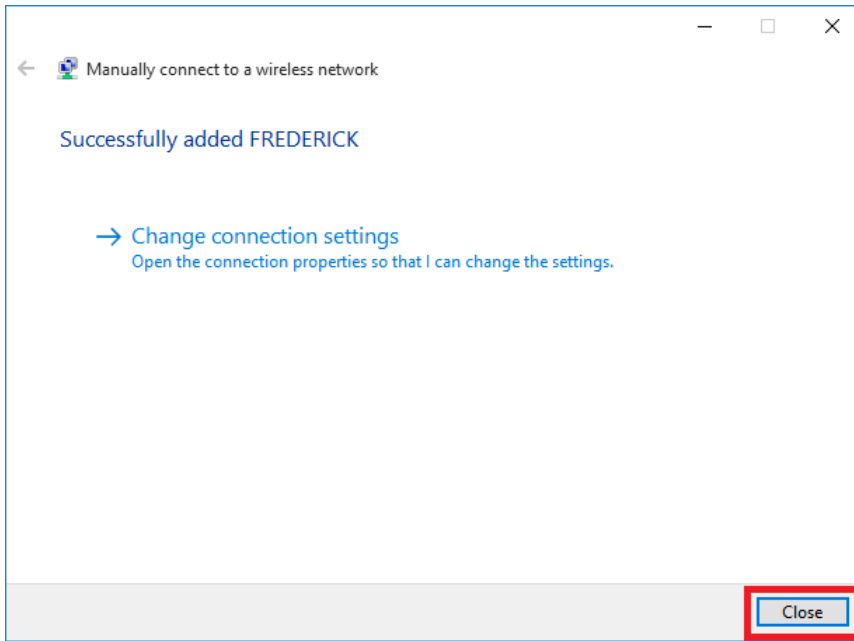 Manually connect to a wireless network
Successfully added FREDERICK
Change connection settings
Open the connection properties so that I can change the settings.
Close